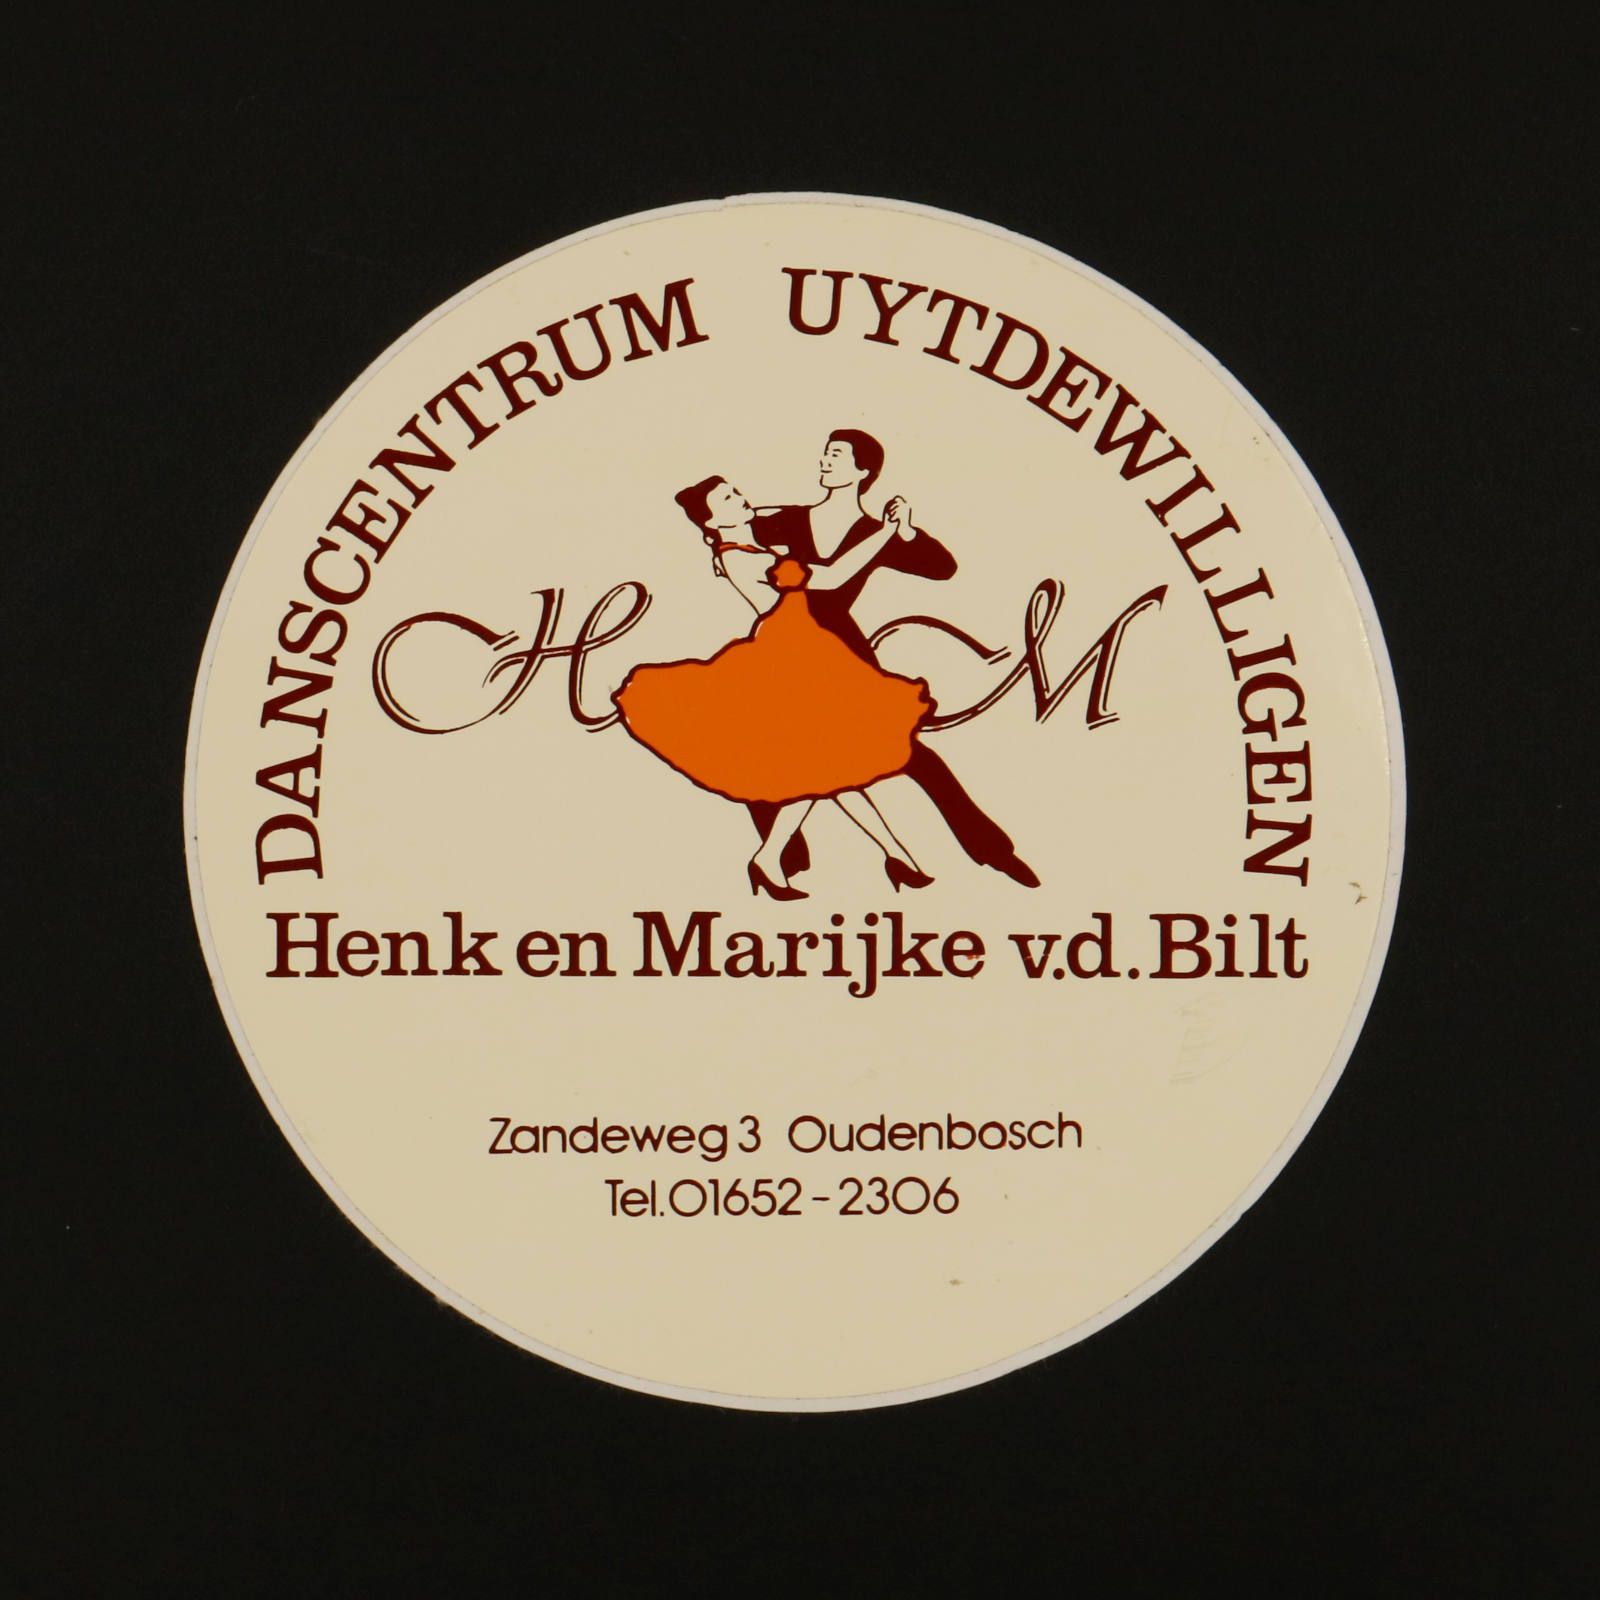 DANSCENTRUM UYTDEWILLIGEN
H M
Henk en Marijke v.d. Bilt
Zandeweg 3 Oudenbosch
Tel. 01652-2306